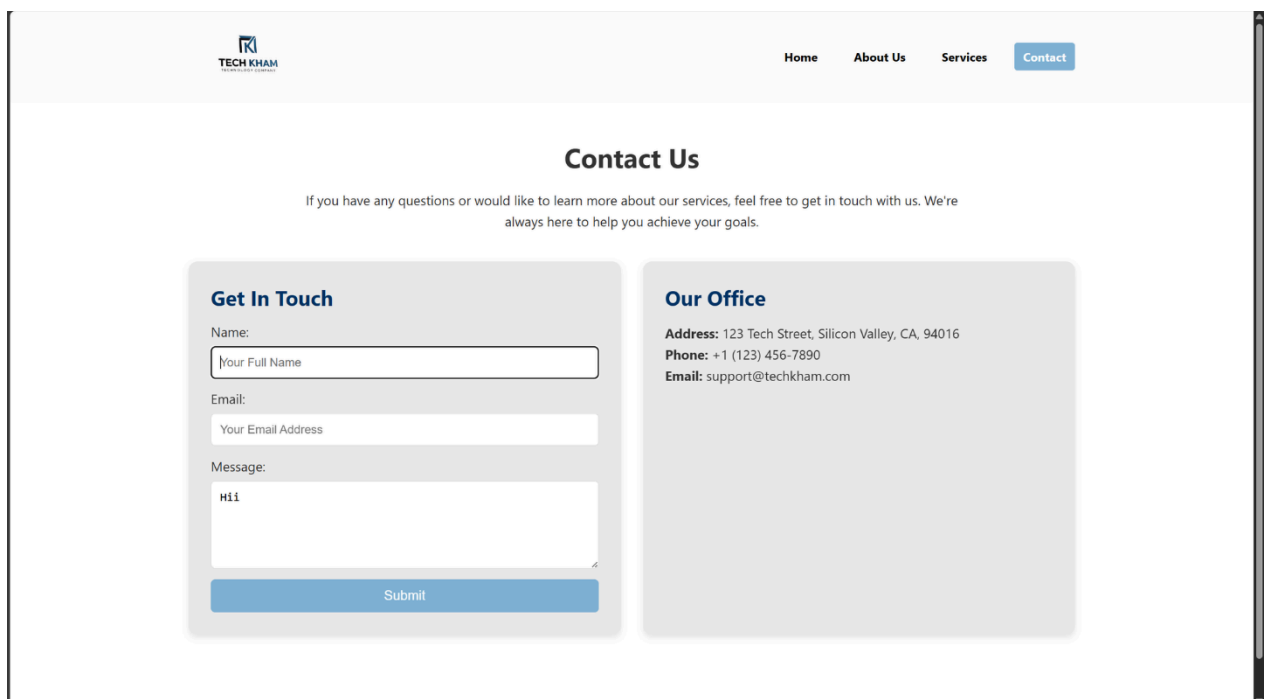 TECH KHAM
TECHNOLOGY COMPANY
Home About Us Services Contact
Contact Us
If you have any questions or would like to learn more about our services, feel free to get in touch with us. We're
always here to help you achieve your goals.
Get In Touch
Name:
Your Full Name
Email:
Your Email Address
Message:
Hii
Submit
Our Office
Address: 123 Tech Street, Silicon Valley, CA, 94016
Phone: +1 (123) 456-7890
Email: support@techkham.com